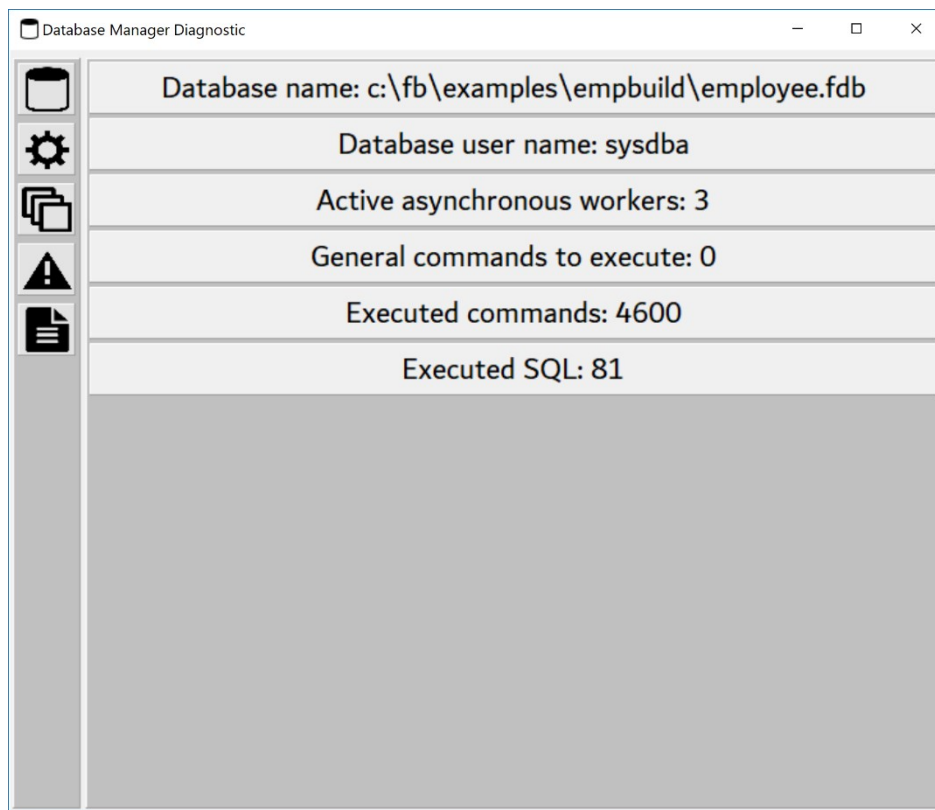 Database Manager Diagnostic
Database name: c:\fb\examples\empbuild\employee.fdb
Database user name: sysdba
Active asynchronous workers: 3
General commands to execute: 0
Executed commands: 4600
Executed SQL: 81